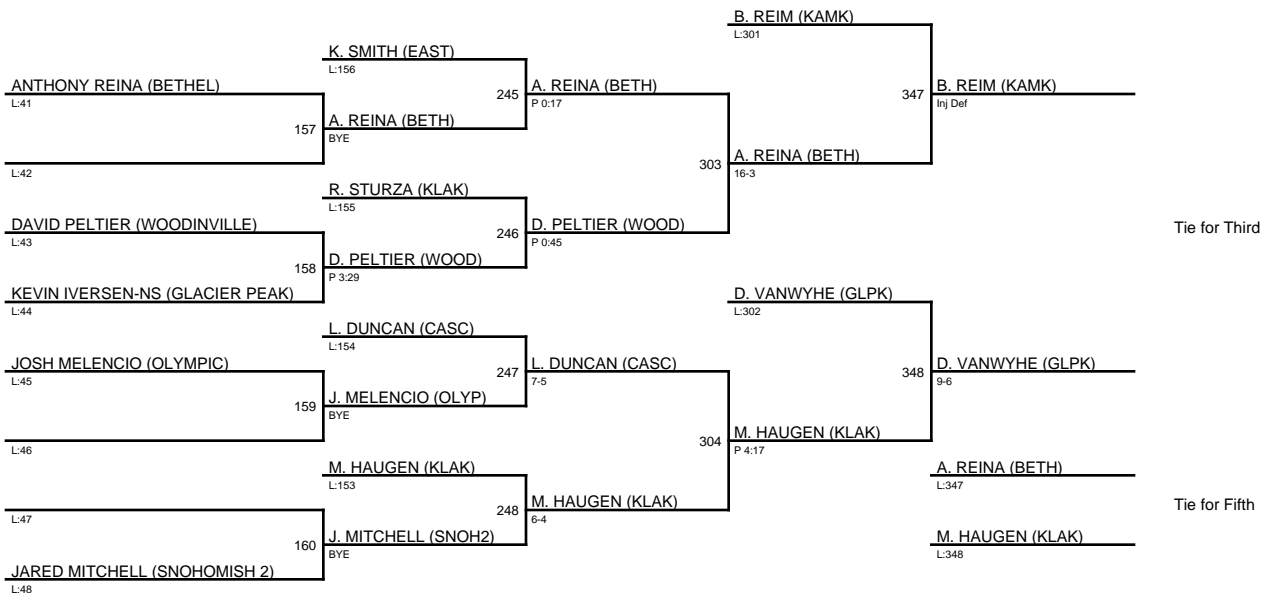 B. REIM (KAMK)
L:301
K. SMITH (EAST)
L:156
ANTHONY REINA (BETHEL)
L:41
245
A. REINA (BETH)
P 0:17
347
B. REIM (KAMK)
Inj Def
157
A. REINA (BETH)
BYE
L:42
303
A. REINA (BETH)
16-3
R. STURZA (KLAK)
L:155
DAVID PELTIER (WOODINVILLE)
L:43
246
D. PELTIER (WOOD)
P 0:45
Tie for Third
158
D. PELTIER (WOOD)
P 3:29
KEVIN IVERSEN-NS (GLACIER PEAK)
L:44
D. VANWYHE (GLPK)
L:302
L. DUNCAN (CASC)
L:154
JOSH MELENCIO (OLYMPIC)
L:45
247
L. DUNCAN (CASC)
7-5
348
D. VANWYHE (GLPK)
9-6
159
J. MELENCIO (OLYP)
BYE
L:46
304
M. HAUGEN (KLAK)
P 4:17
M. HAUGEN (KLAK)
L:153
A. REINA (BETH)
L:347
L:47
248
M. HAUGEN (KLAK)
6-4
Tie for Fifth
160
J. MITCHELL (SNOH2)
BYE
M. HAUGEN (KLAK)
L:348
JARED MITCHELL (SNOHOMISH 2)
L:48